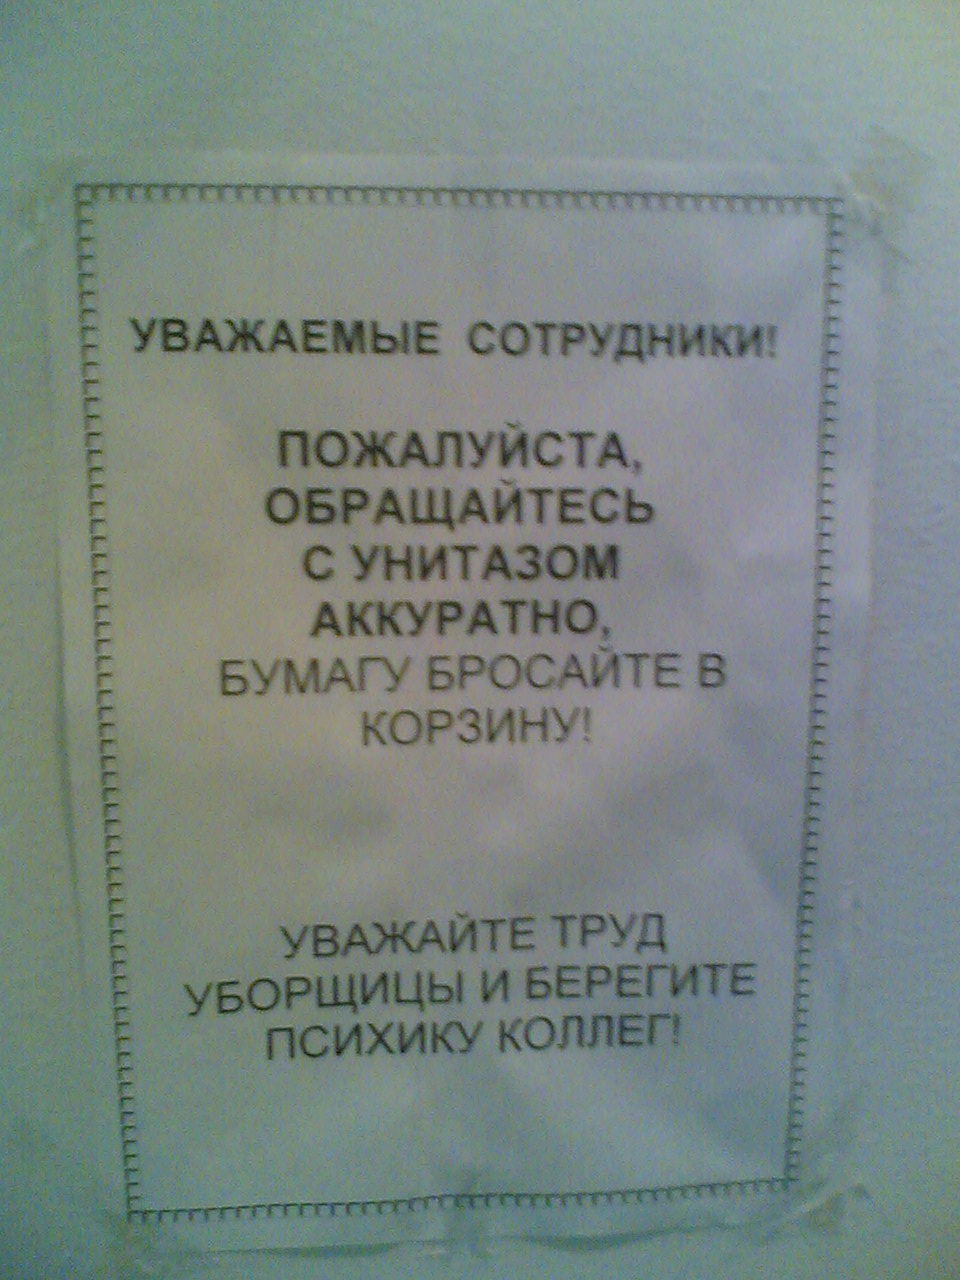 УВАЖАЕМЫЕ СОТРУДНИКИ!
ПОЖАЛУЙСТА,
ОБРАЩАЙТЕСЬ
С УНИТАЗОМ
АККУРАТНО,
БУМАГУ БРОСАЙТЕ В
КОРЗИНУ!
УВАЖАЙТЕ ТРУД
УБОРЩИЦЫ И БЕРЕГИТЕ
ПСИХИКУ КОЛЛЕГ!